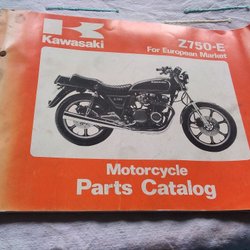 Kawasaki
Z750-E
For European Market
Motorcycle
Parts Catalog